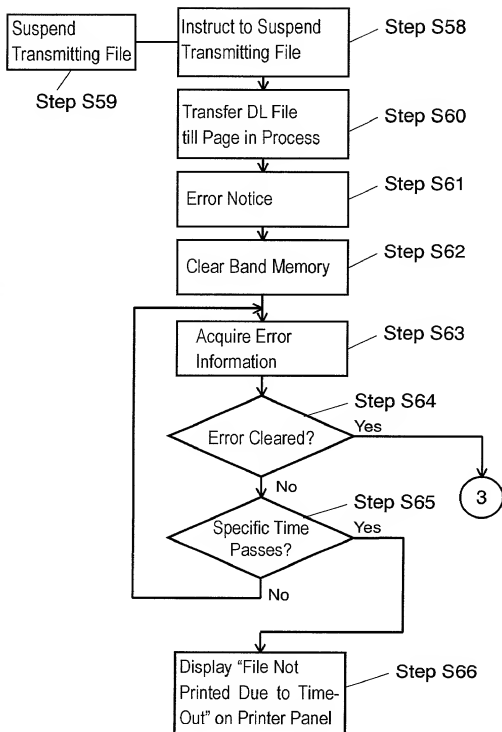 Suspend
Transmitting File
Step S59
Instruct to Suspend
Transmitting File
Step S58
Transfer DL File
till Page in Process
Step S60
Error Notice
Step S61
Clear Band Memory
Step S62
Acquire Error
Information
Step S63
Step S64
Error Cleared?
Yes
3
No
Step S65
Specific Time
Passes?
Yes
No
Display “File Not
Printed Due to Time-
Out” on Printer Panel
Step S66